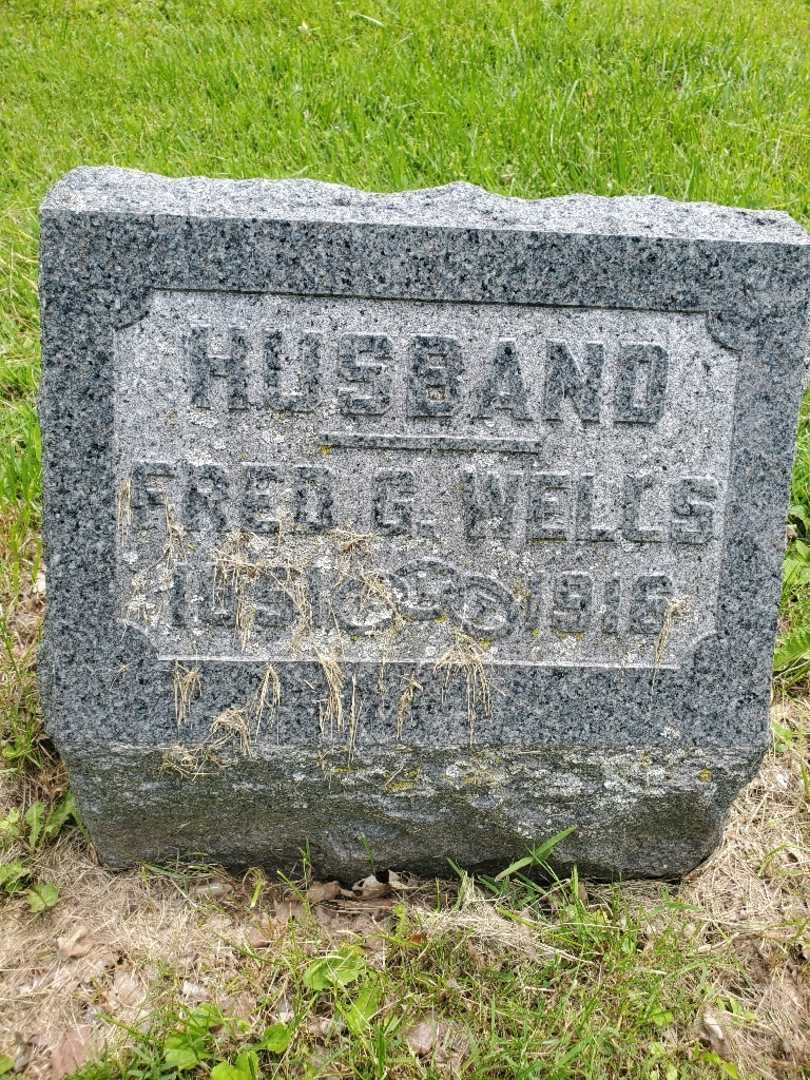 HUSBAND
FRED G. WELLS
1851 1916